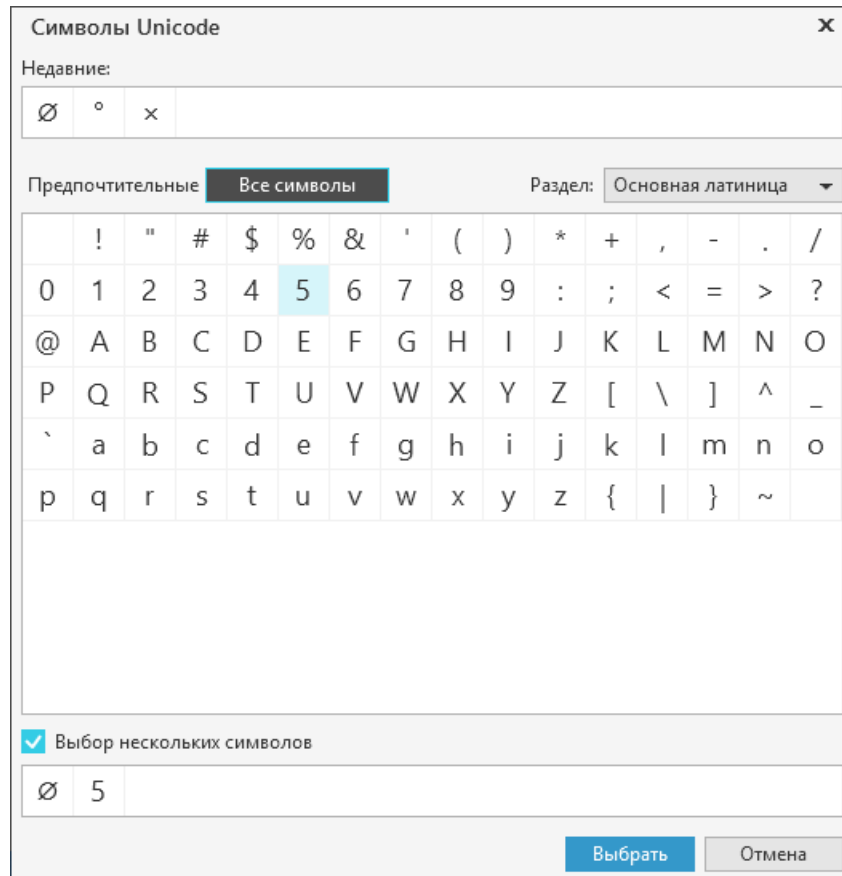 Символы Unicode x
Недавние:
∅ ° ×
Предпочтительные Все символы Раздел: Основная латиница
! " # $ % & ' ( ) * + , - . /
0 1 2 3 4 5 6 7 8 9 : ; < = > ?
@ A B C D E F G H I J K L M N O
P Q R S T U V W X Y Z [ \ ] ^ _
` a b c d e f g h i j k l m n o
p q r s t u v w x y z { | } ~
Выбор нескольких символов
∅ 5
Выбрать Отмена